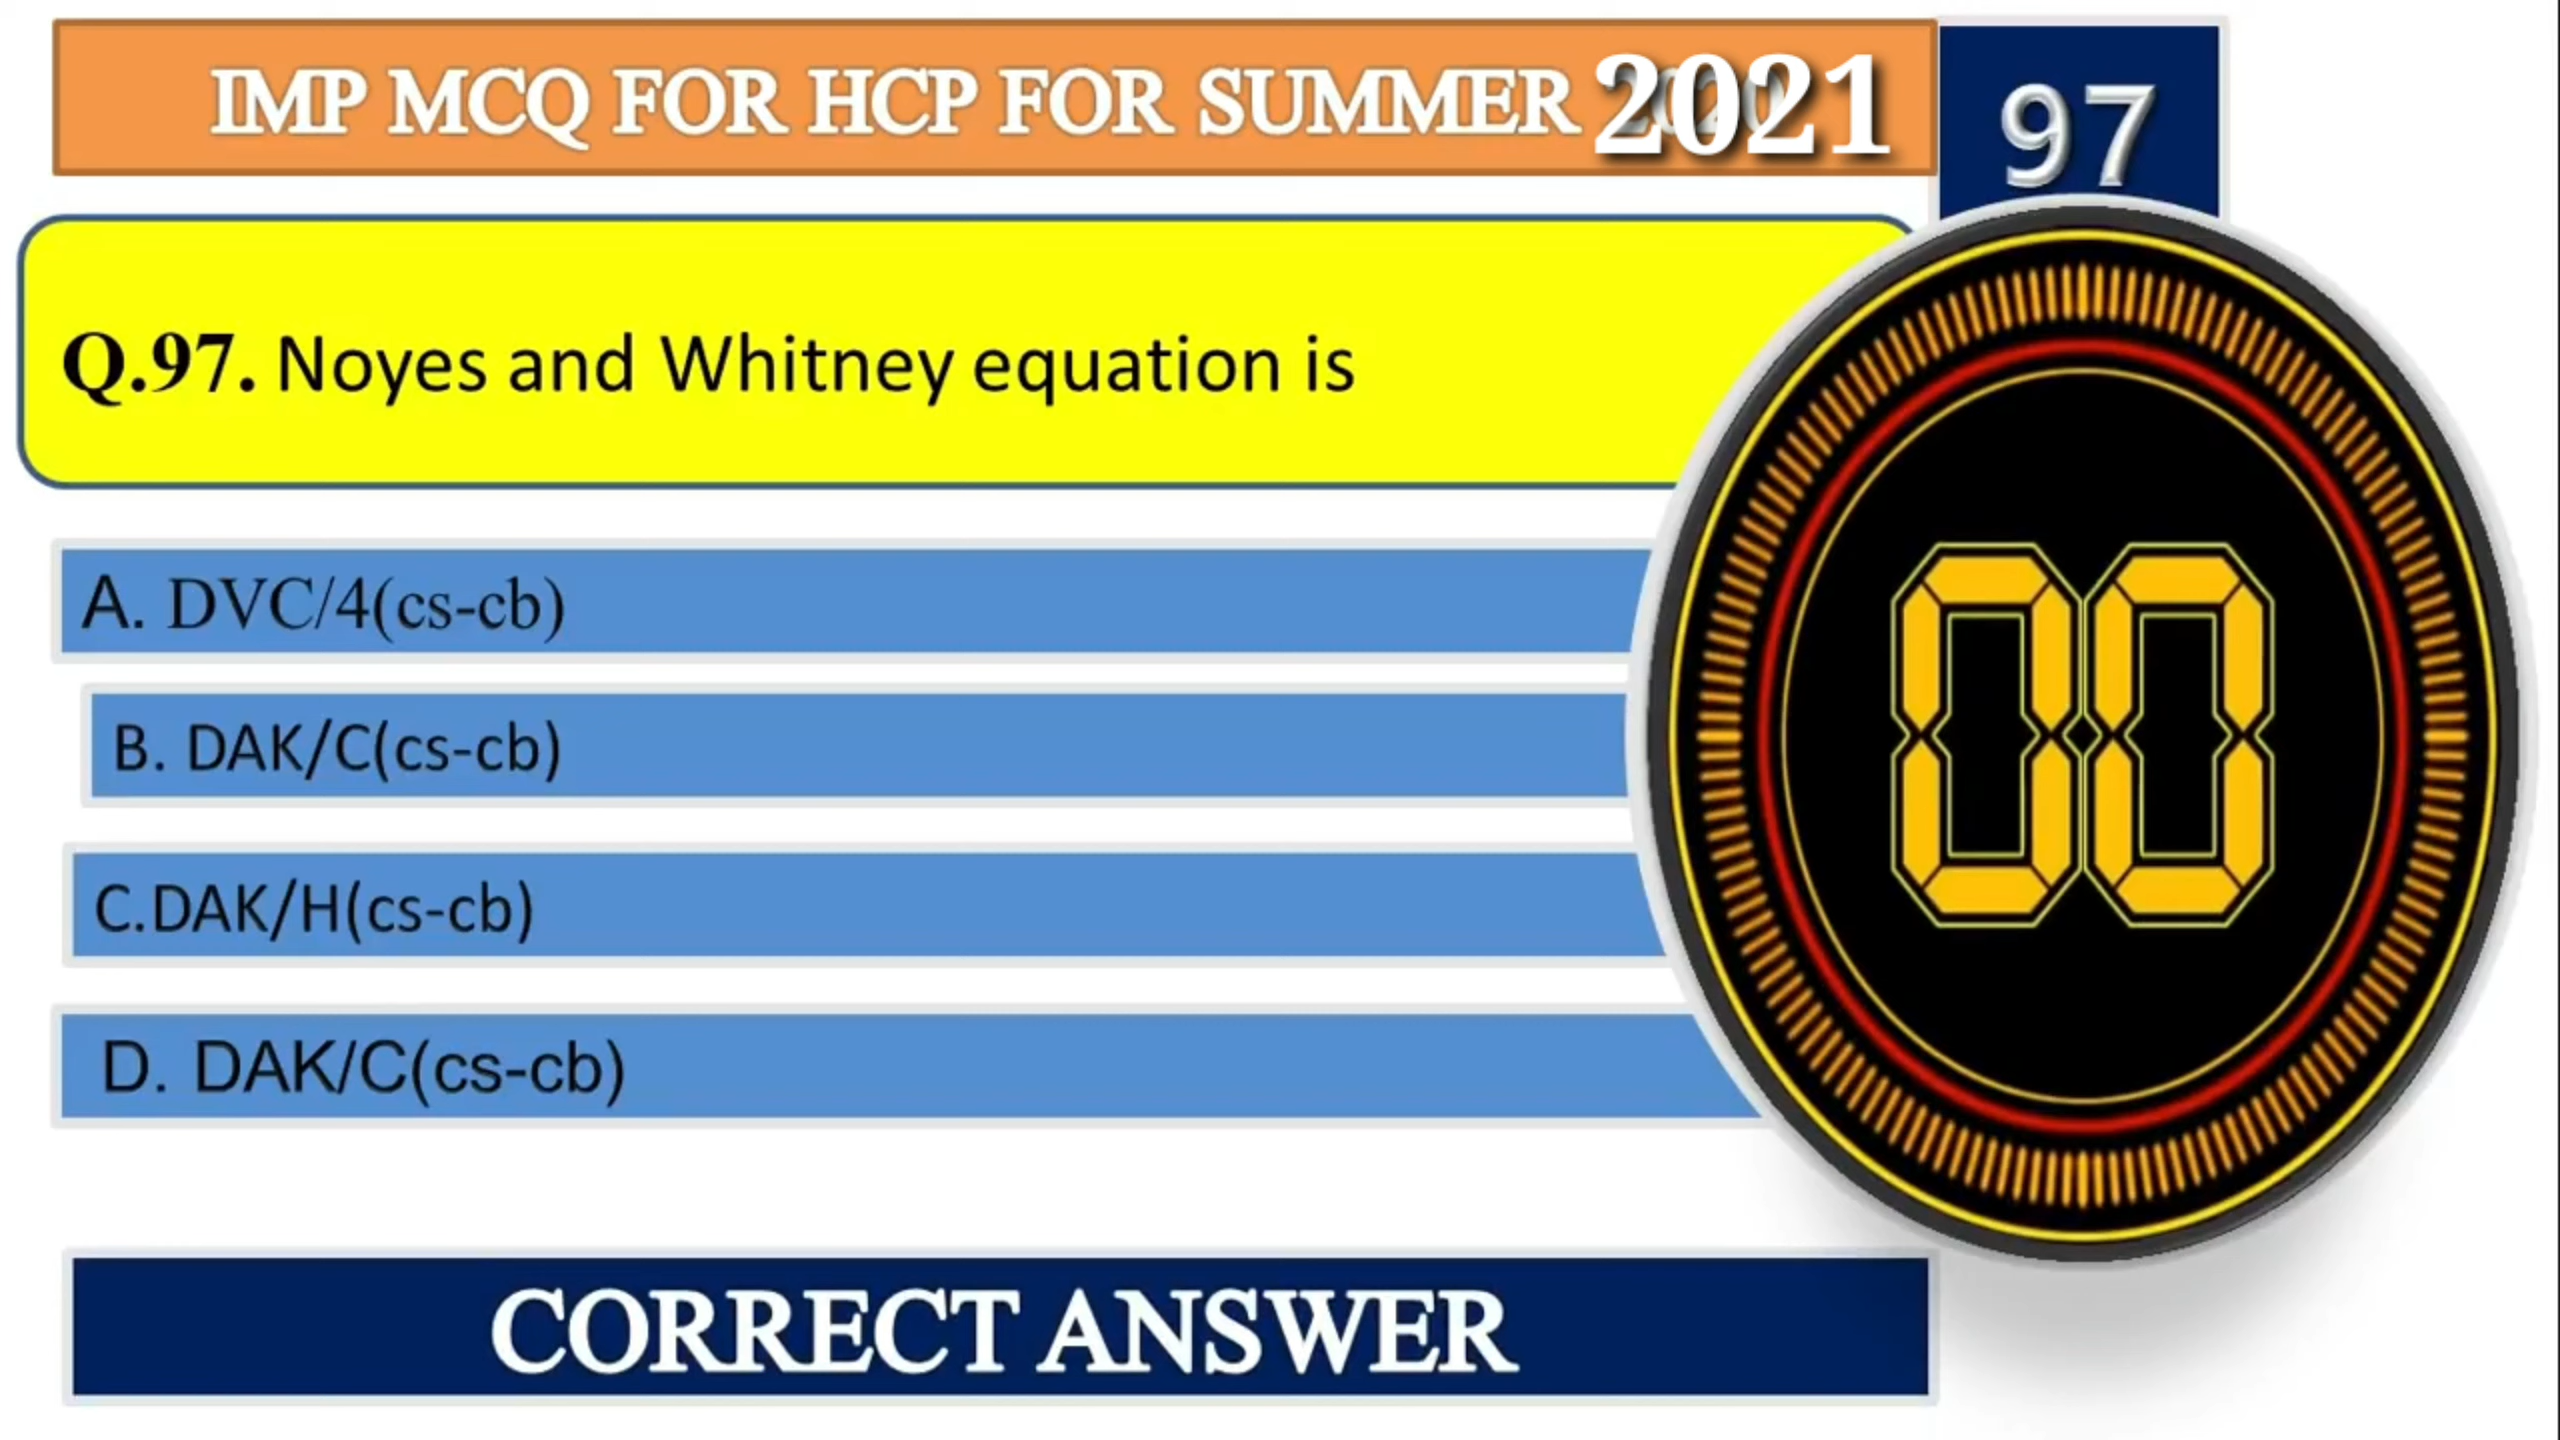 IMP MCQ FOR HCP FOR SUMMER 2021
97
Q.97. Noyes and Whitney equation is
A. DVC/4(cs-cb)
B. DAK/C(cs-cb)
C.DAK/H(cs-cb)
D. DAK/C(cs-cb)
00
CORRECT ANSWER